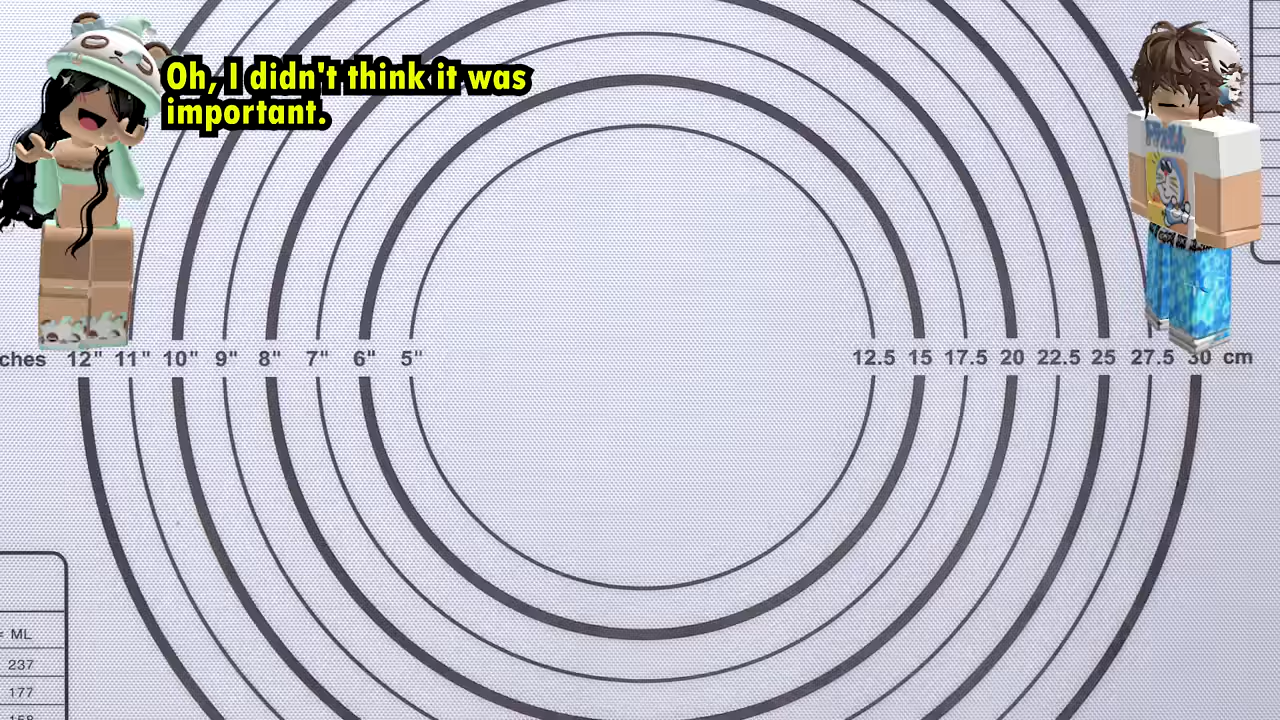 Oh, I didn't think it was
important.
ches 12" 11" 10" 9" 8" 7" 6" 5" 12.5 15 17.5 20 22.5 25 27.5 30 cm
= ML
237
177
158